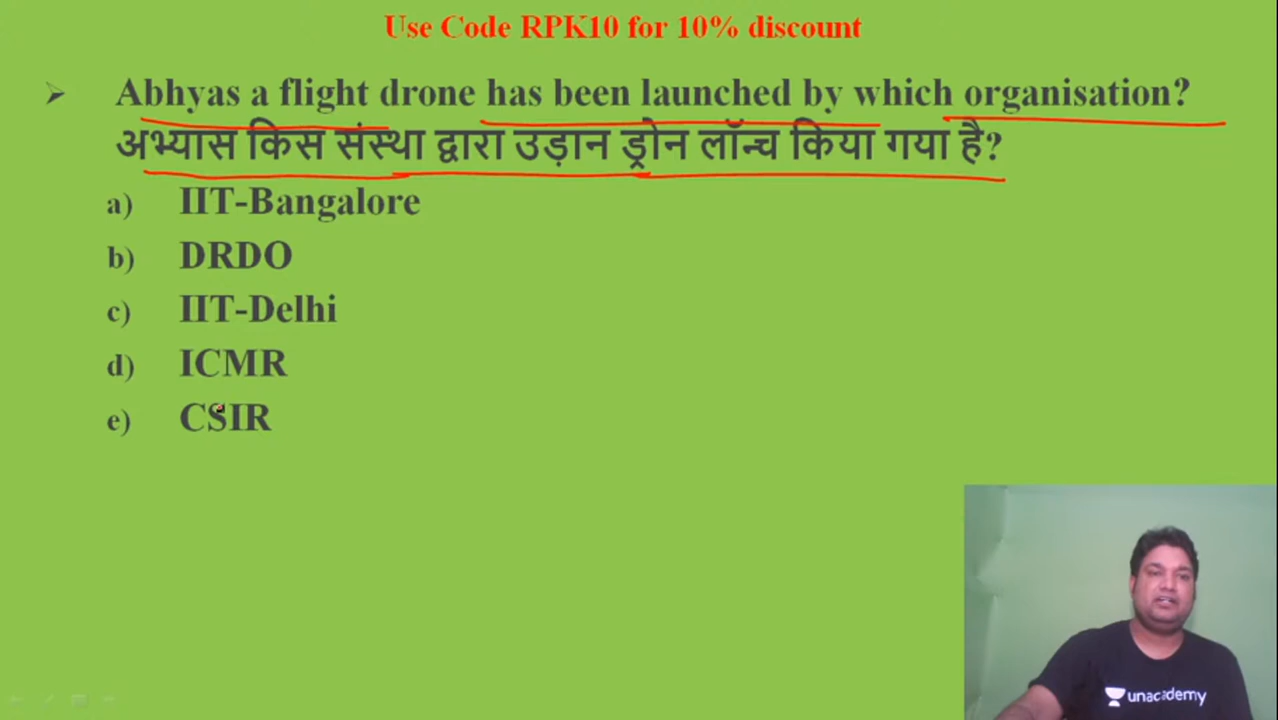 Use Code RPK10 for 10% discount
➢ Abhyas a flight drone has been launched by which organisation?
अभ्यास किस संस्था द्वारा उड़ान ड्रोन लॉन्च किया गया है?
a) IIT-Bangalore
b) DRDO
c) IIT-Delhi
d) ICMR
e) CSIR
unacademy